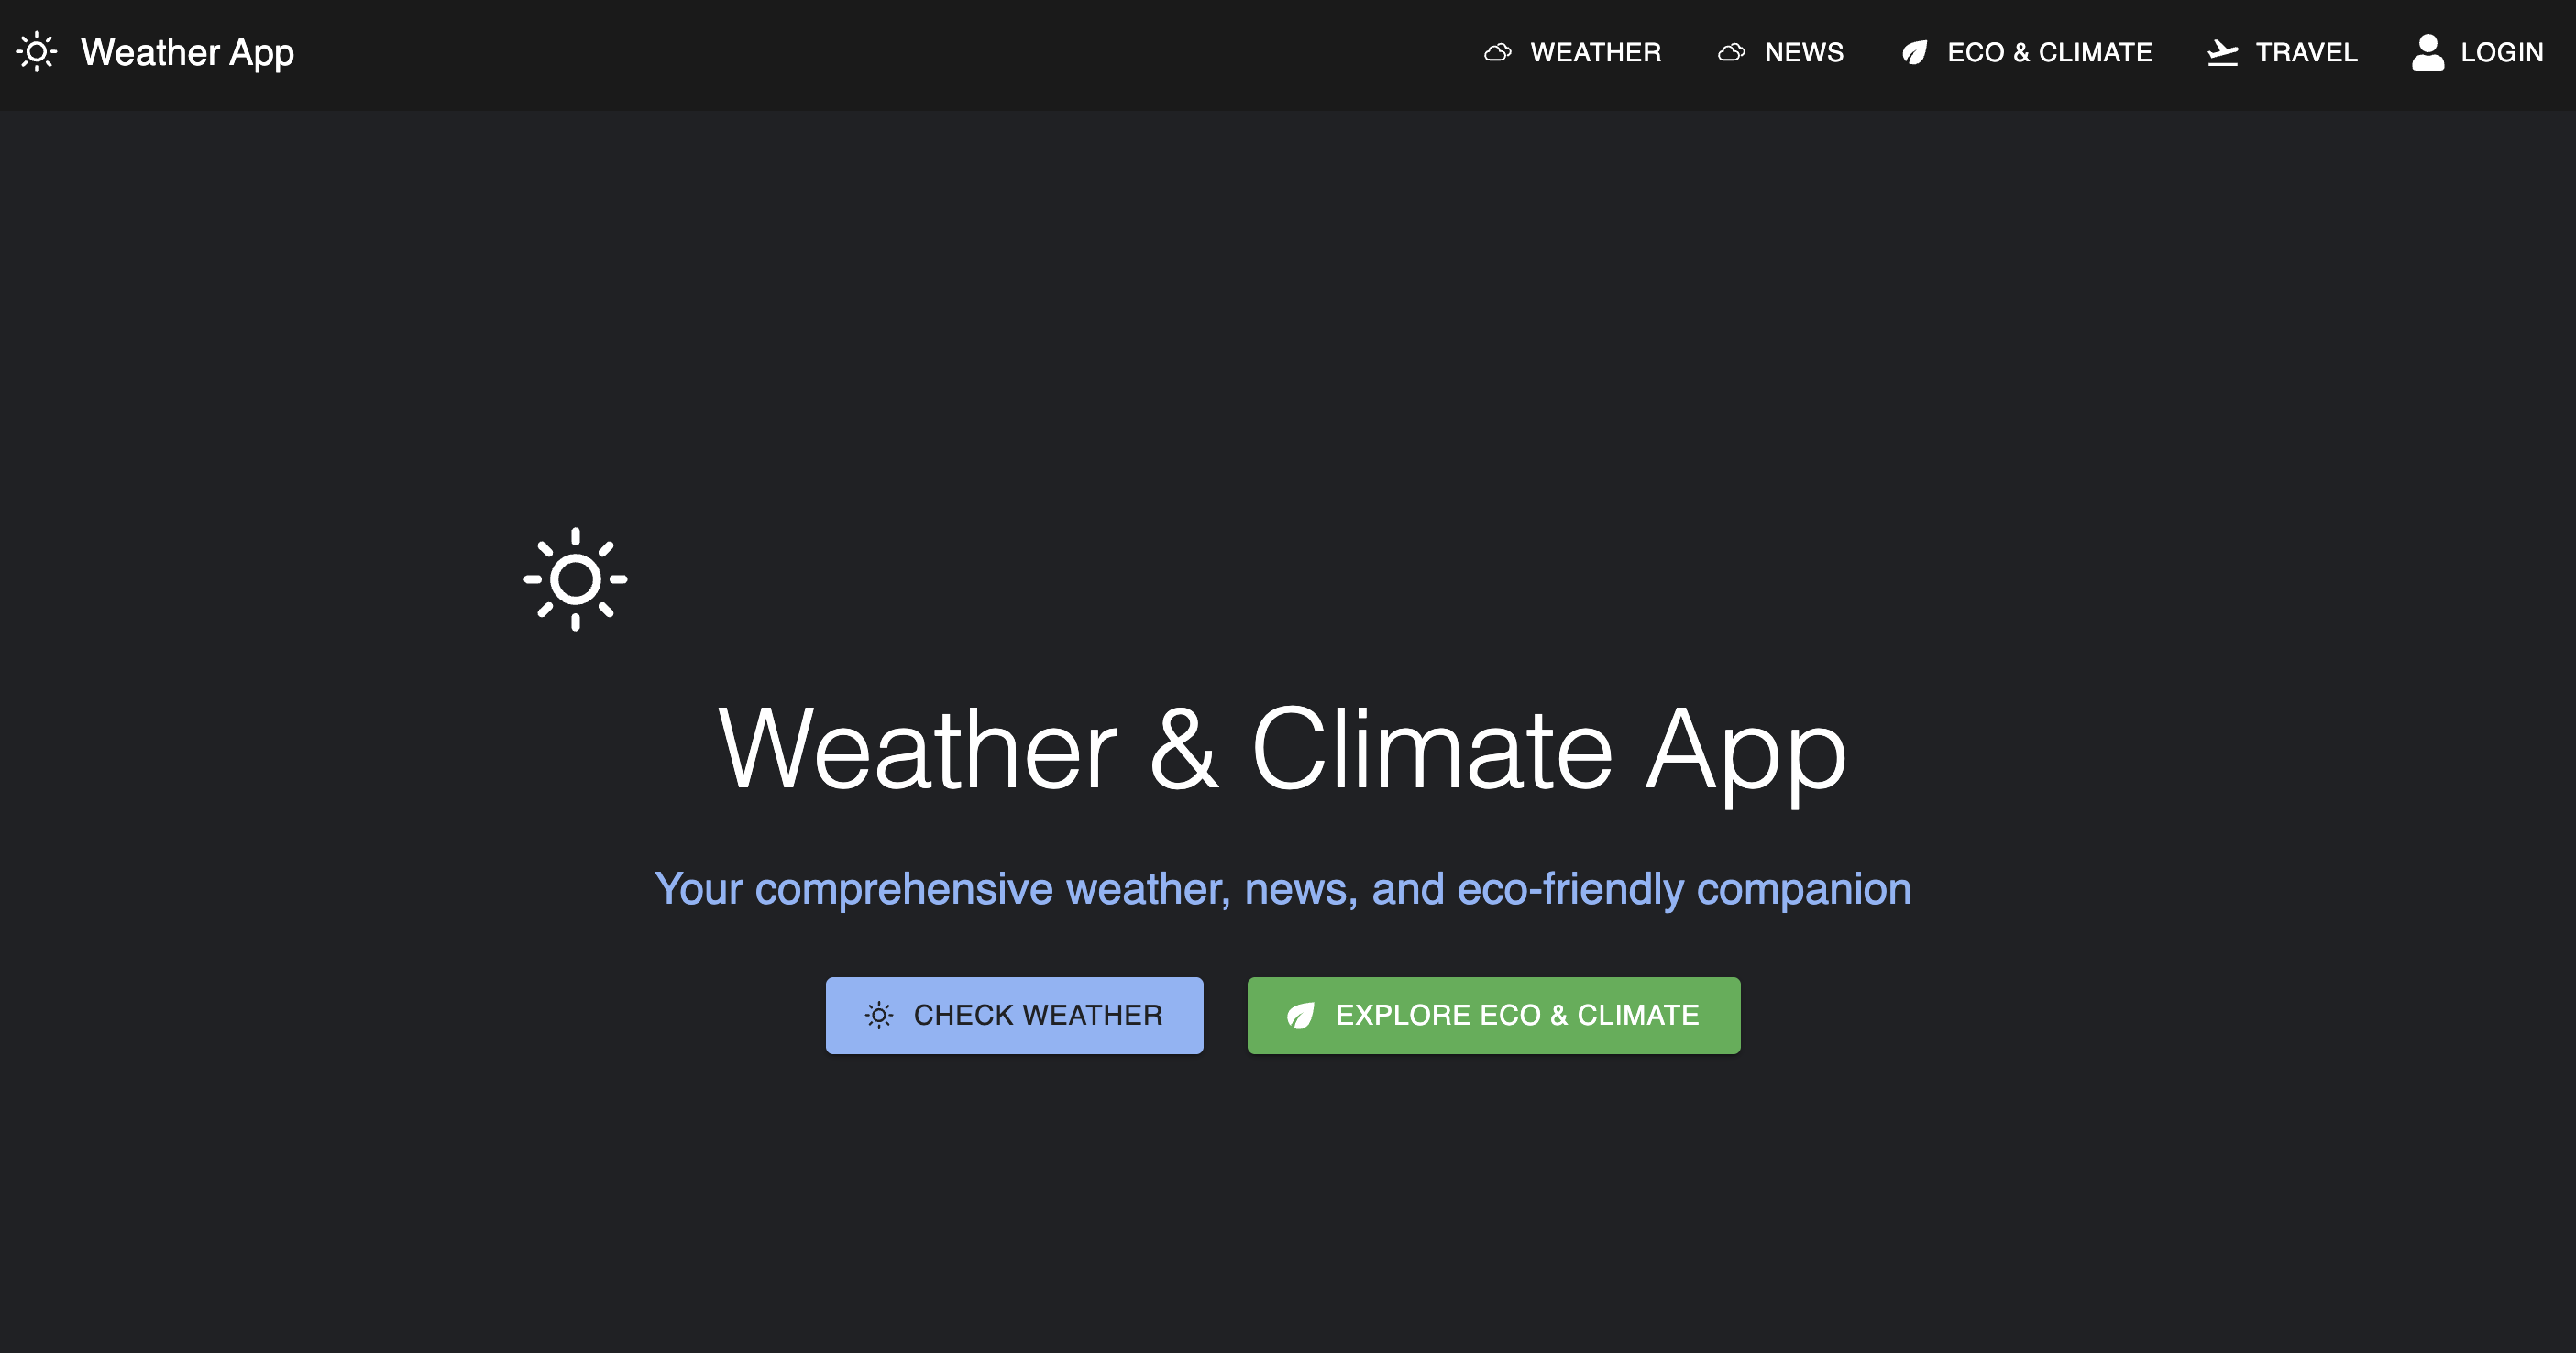 Weather App
WEATHER
NEWS
ECO & CLIMATE
TRAVEL
LOGIN
Weather & Climate App
Your comprehensive weather, news, and eco-friendly companion
CHECK WEATHER
EXPLORE ECO & CLIMATE